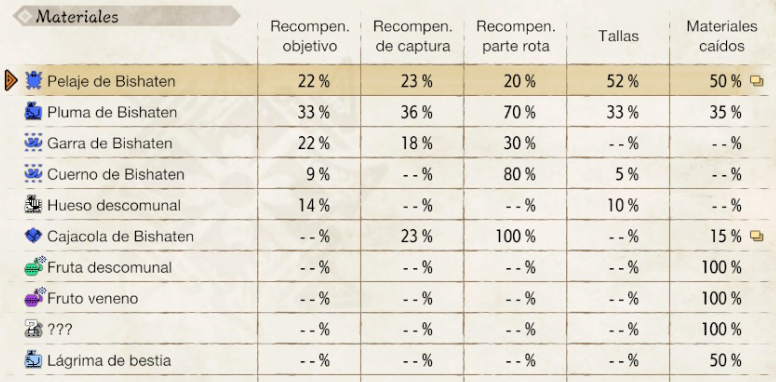 Materiales
Recompen. objetivo Recompen. de captura Recompen. parte rota Tallas Materiales caídos
Pelaje de Bishaten 22 % 23 % 20 % 52 % 50 %
Pluma de Bishaten 33 % 36 % 70 % 33 % 35 %
Garra de Bishaten 22 % 18 % 30 % - - % - - %
Cuerno de Bishaten 9 % - - % 80 % 5 % - - %
Hueso descomunal 14 % - - % - - % 10 % - - %
Cajacola de Bishaten - - % 23 % 100 % - - % 15 %
Fruta descomunal - - % - - % - - % - - % 100 %
Fruto veneno - - % - - % - - % - - % 100 %
??? - - % - - % - - % - - % 100 %
Lágrima de bestia - - % - - % - - % - - % 50 %